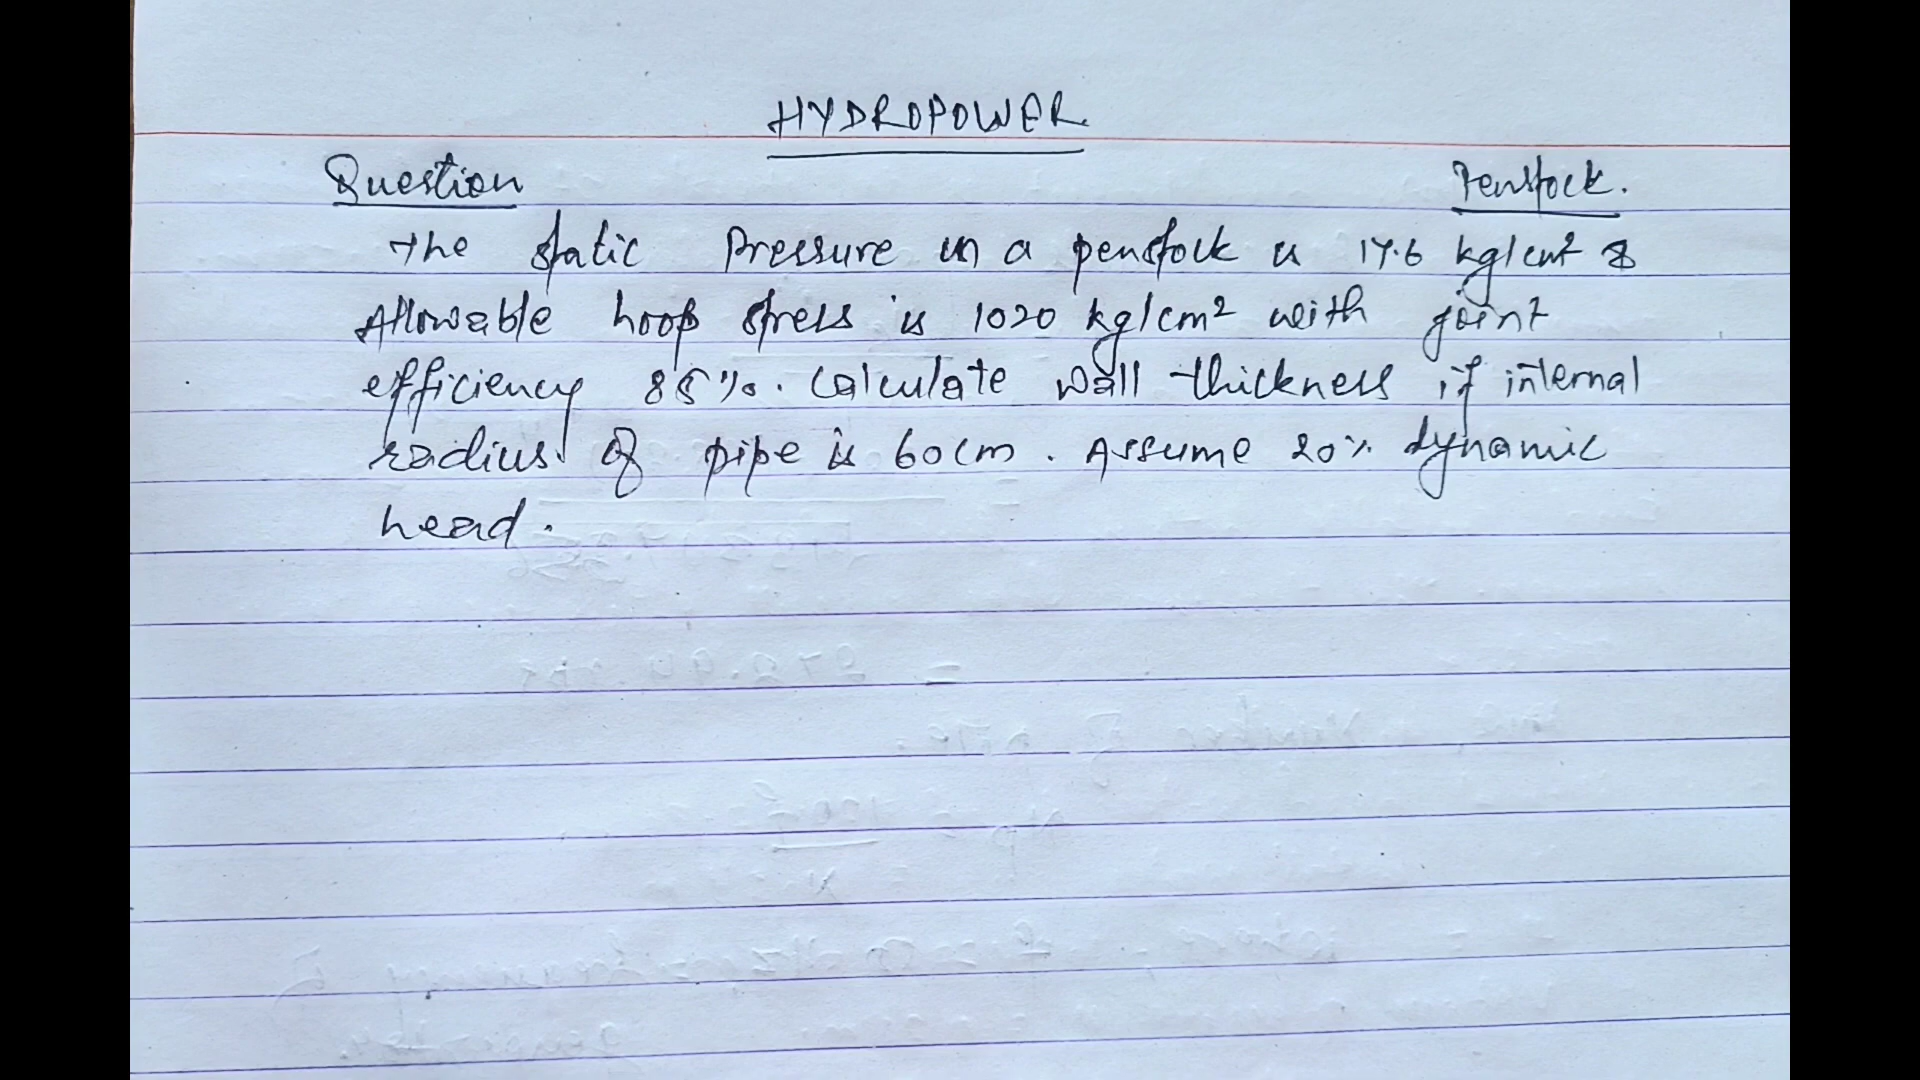 HYDROPOWER
Question
Penstock.
The static Pressure in a penstock is 17.6 kg/cm² &
Allowable hoop stress is 1020 kg/cm² with joint
efficiency 85%. Calculate wall thickness if internal
radius of pipe is 60cm. Assume 20% dynamic
head.